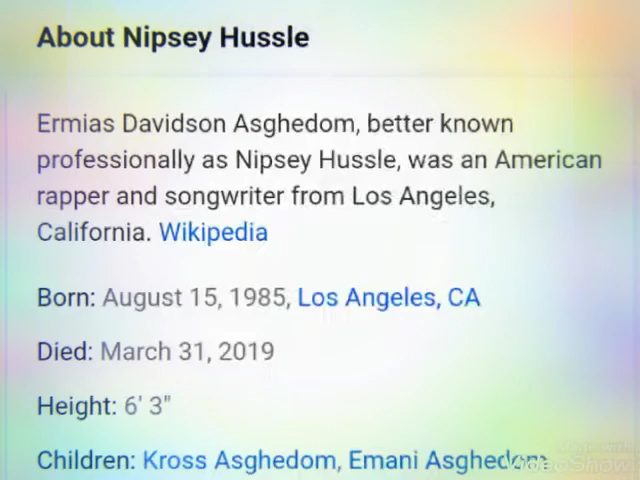 About Nipsey Hussle
Ermias Davidson Asghedom, better known
professionally as Nipsey Hussle, was an American
rapper and songwriter from Los Angeles,
California. Wikipedia
Born: August 15, 1985, Los Angeles, CA
Died: March 31, 2019
Height: 6' 3"
Children: Kross Asghedom, Emani Asghedom
VideoShow